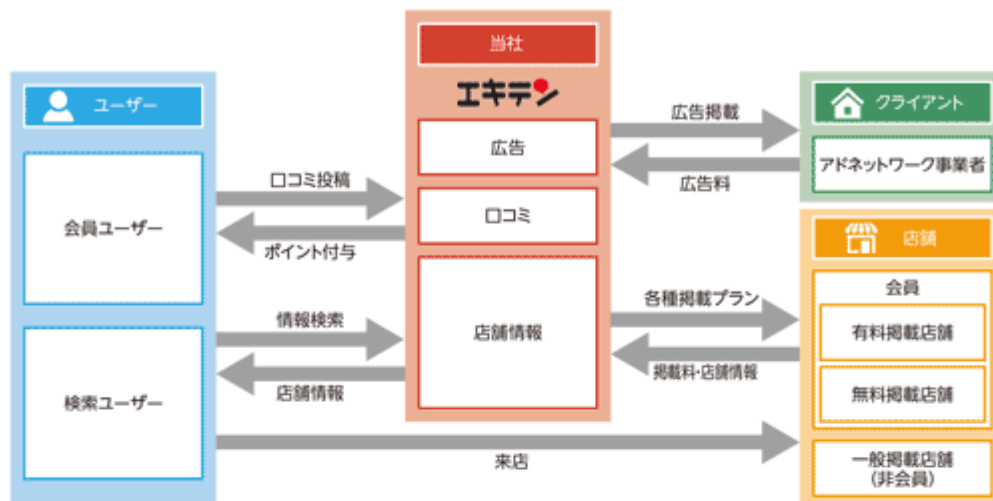 当社
エキテン
広告
口コミ
店舗情報
ユーザー
会員ユーザー
検索ユーザー
口コミ投稿
ポイント付与
情報検索
店舗情報
来店
広告掲載
広告料
各種掲載プラン
掲載料・店舗情報
クライアント
アドネットワーク事業者
店舗
会員
有料掲載店舗
無料掲載店舗
一般掲載店舗
(非会員)